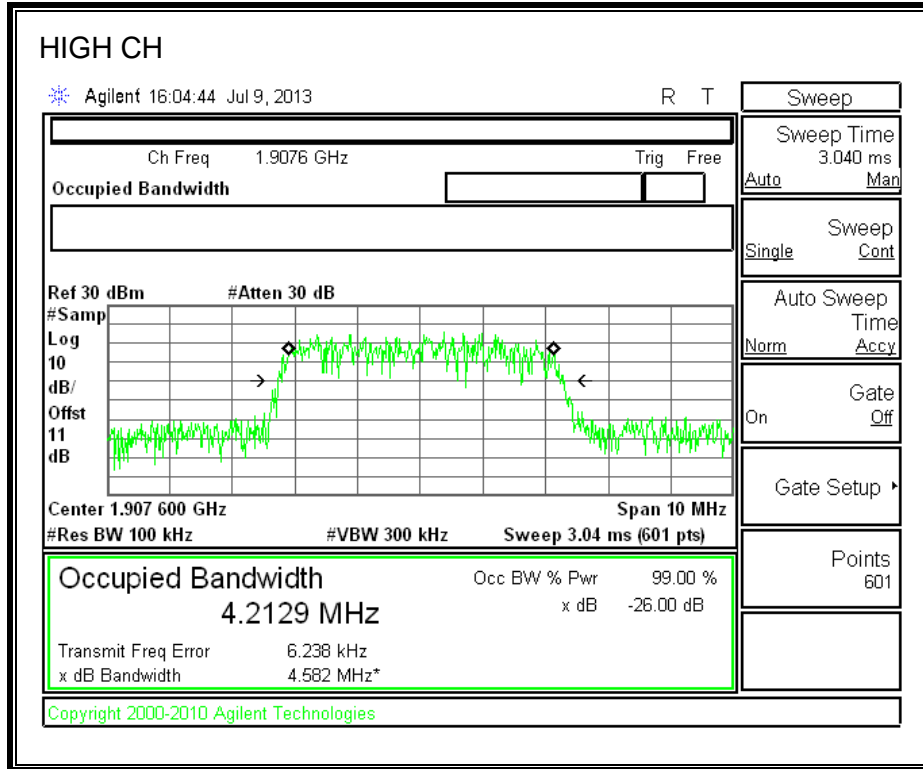 HIGH CH
Agilent 16:04:44 Jul 9, 2013 R T
Ch Freq 1.9076 GHz Trig Free
Occupied Bandwidth
Ref 30 dBm #Atten 30 dB
#Samp
Log
10
dB/
Offst
11
dB
Center 1.907 600 GHz Span 10 MHz
#Res BW 100 kHz #VBW 300 kHz Sweep 3.04 ms (601 pts)
Occupied Bandwidth
4.2129 MHz
Occ BW % Pwr 99.00 %
x dB -26.00 dB
Transmit Freq Error 6.238 kHz
x dB Bandwidth 4.582 MHz*
Copyright 2000-2010 Agilent Technologies
Sweep
Sweep Time
3.040 ms
Auto Man
Sweep
Single Cont
Auto Sweep
Time
Norm Accy
Gate
On Off
Gate Setup
Points
601